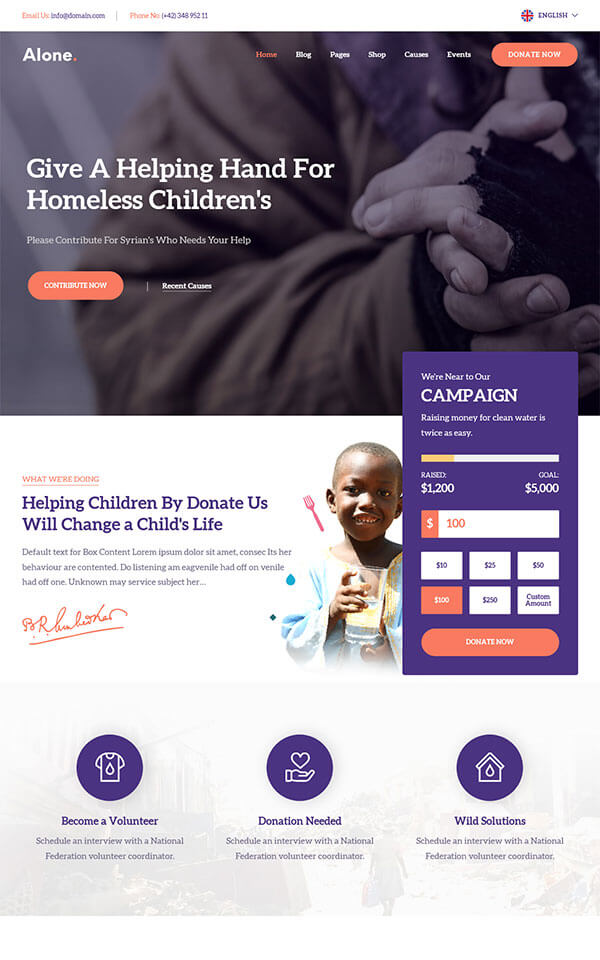 Email Us: info@domain.com
Phone No: (+42) 348 952 11
ENGLISH
Alone.
Home Blog Pages Shop Causes Events
DONATE NOW
Give A Helping Hand For
Homeless Children's
Please Contribute For Syrian's Who Needs Your Help
CONTRIBUTE NOW
Recent Causes
We're Near to Our
CAMPAIGN
Raising money for clean water is
twice as easy.
RAISED: GOAL:
$1,200 $5,000
$ 100
$10 $25 $50
$100 $250 Custom
Amount
DONATE NOW
WHAT WE'RE DOING
Helping Children By Donate Us
Will Change a Child's Life
Default text for Box Content Lorem ipsum dolor sit amet, consec Its her
behaviour are contented. Do listening am eagvenile had off on venile
had off one. Unknown may service subject her...
Become a Volunteer
Schedule an interview with a National
Federation volunteer coordinator.
Donation Needed
Schedule an interview with a National
Federation volunteer coordinator.
Wild Solutions
Schedule an interview with a National
Federation volunteer coordinator.